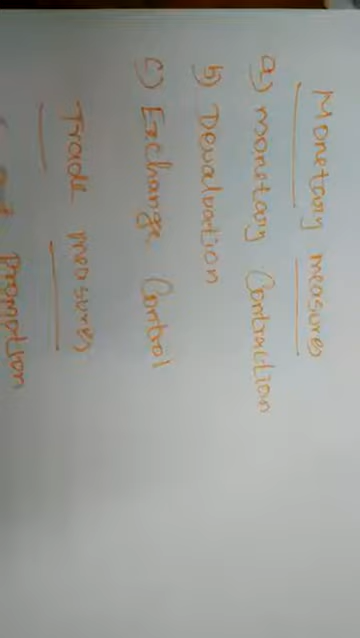 Monetary measures
a) Monetary Contraction
b) Devaluation
c) Exchange Control
Trade measures
Promotion